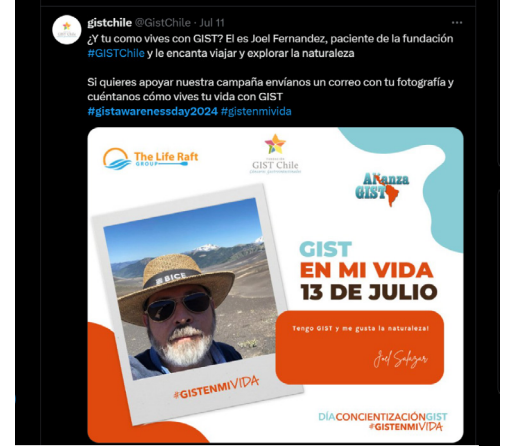 gistchile @GistChile · Jul 11
¿Y tu como vives con GIST? El es Joel Fernandez, paciente de la fundación
#GISTChile y le encanta viajar y explorar la naturaleza
Si quieres apoyar nuestra campaña envíanos un correo con tu fotografía y
cuéntanos cómo vives tu vida con GIST
#gistawarenessday2024 #gistenmivida
The Life Raft
GROUP
GIST Chile
Alianza
GIST
GIST
EN MI VIDA
13 DE JULIO
BICE
Tengo GIST y me gusta la naturaleza!
Joel Salazar
#GISTENMIVIDA
DÍACONCIENTIZACIÓNGIST
#GISTENMIVIDA